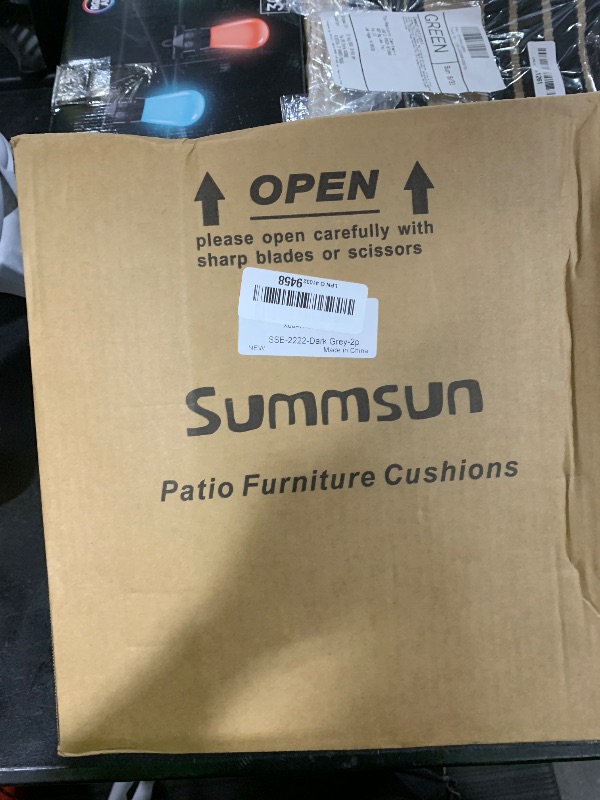 GREEN
OPEN
please open carefully with
sharp blades or scissors
9458
SSE-2222-Dark Grey-2p
NEW
Made in China
Summsun
Patio Furniture Cushions